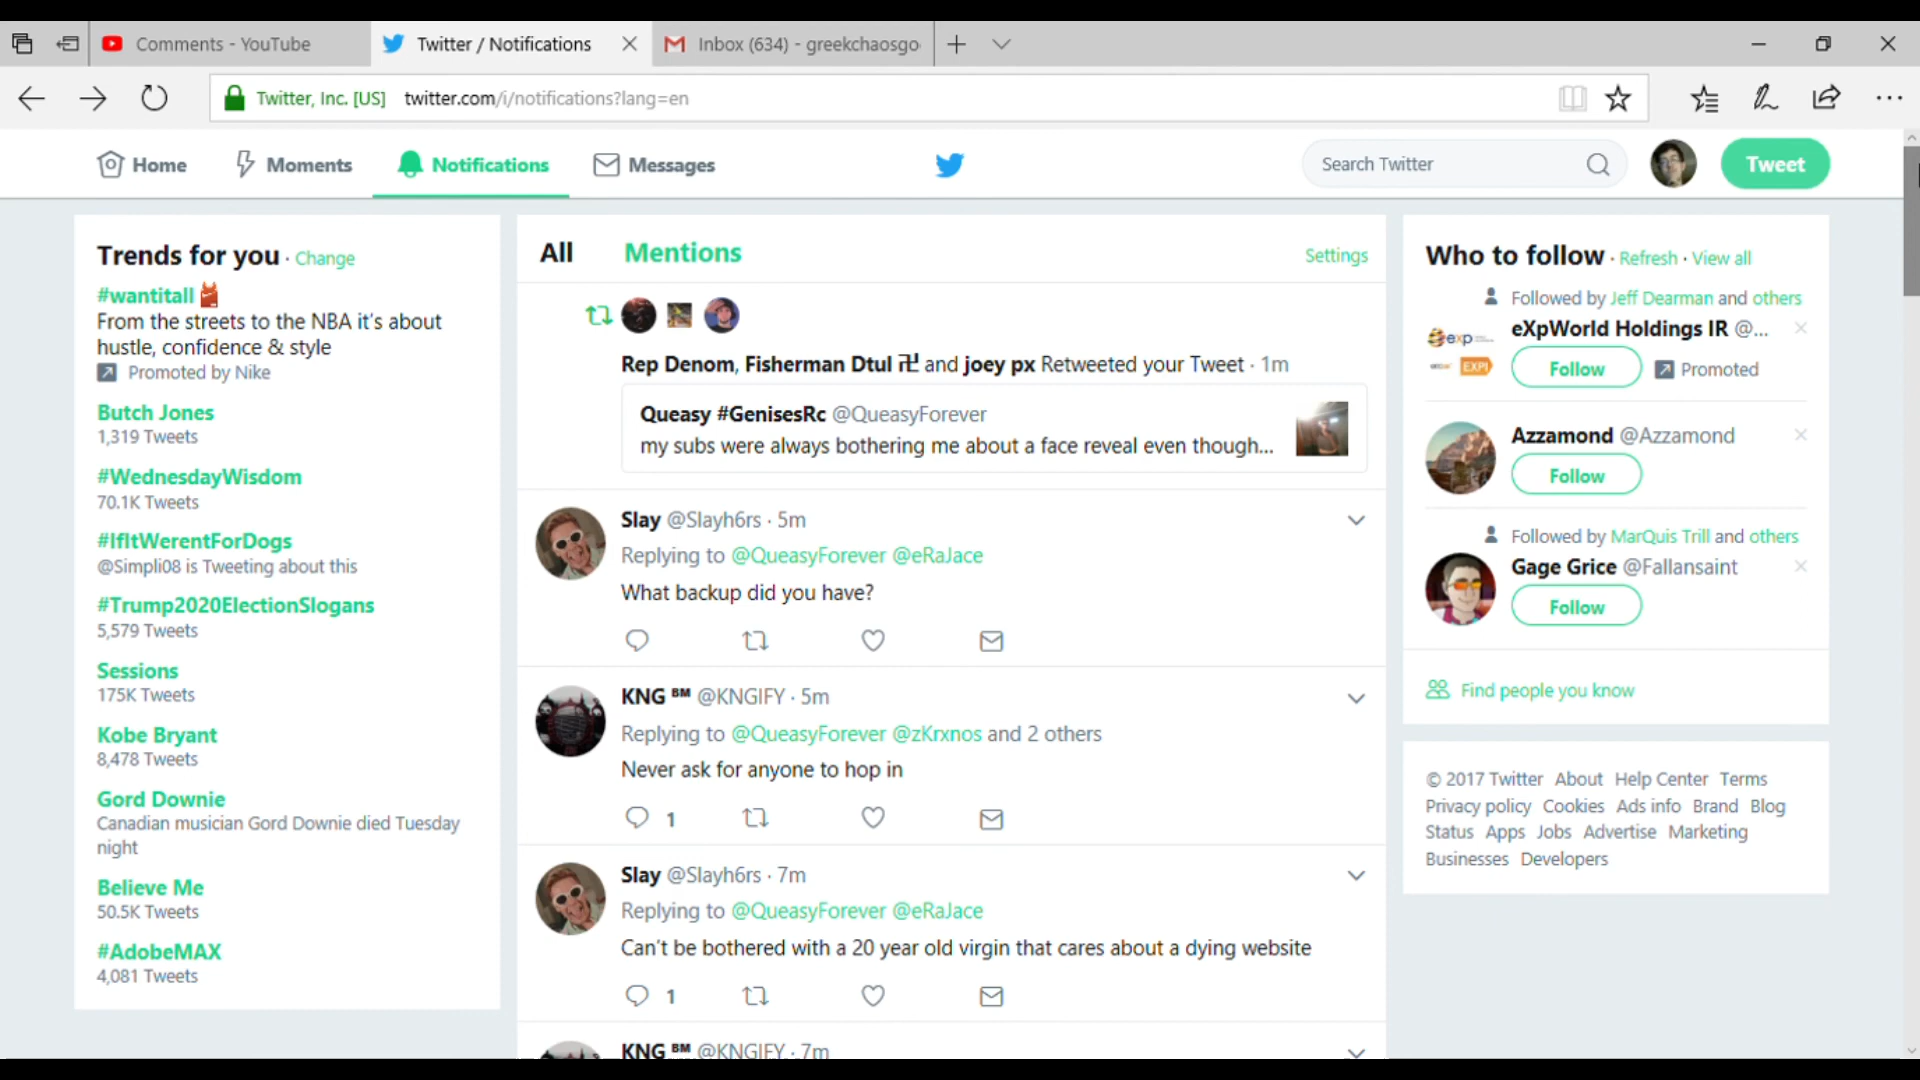 Comments - YouTube
Twitter / Notifications
Inbox (634) - greekchaosgo
Twitter, Inc. [US] twitter.com/i/notifications?lang=en
Home
Moments
Notifications
Messages
Search Twitter
Tweet
Trends for you · Change
#wantitall
From the streets to the NBA it's about
hustle, confidence & style
Promoted by Nike
Butch Jones
1,319 Tweets
#WednesdayWisdom
70.1K Tweets
#IfItWerentForDogs
@Simpli08 is Tweeting about this
#Trump2020ElectionSlogans
5,579 Tweets
Sessions
175K Tweets
Kobe Bryant
8,478 Tweets
Gord Downie
Canadian musician Gord Downie died Tuesday
night
Believe Me
50.5K Tweets
#AdobeMAX
4,081 Tweets
All Mentions Settings
Rep Denom, Fisherman Dtul 卍 and joey px Retweeted your Tweet · 1m
Queasy #GenisesRc @QueasyForever
my subs were always bothering me about a face reveal even though...
Slay @Slayh6rs · 5m
Replying to @QueasyForever @eRaJace
What backup did you have?
KNG ᴮᴹ @KNGIFY · 5m
Replying to @QueasyForever @zKrxnos and 2 others
Never ask for anyone to hop in
1
Slay @Slayh6rs · 7m
Replying to @QueasyForever @eRaJace
Can't be bothered with a 20 year old virgin that cares about a dying website
1
KNG ᴮᴹ @KNGIFY · 7m
Who to follow · Refresh · View all
Followed by Jeff Dearman and others
eXpWorld Holdings IR @...
exp
EXPI
Follow
Promoted
Azzamond @Azzamond
Follow
Followed by MarQuis Trill and others
Gage Grice @Fallansaint
Follow
Find people you know
© 2017 Twitter About Help Center Terms
Privacy policy Cookies Ads info Brand Blog
Status Apps Jobs Advertise Marketing
Businesses Developers